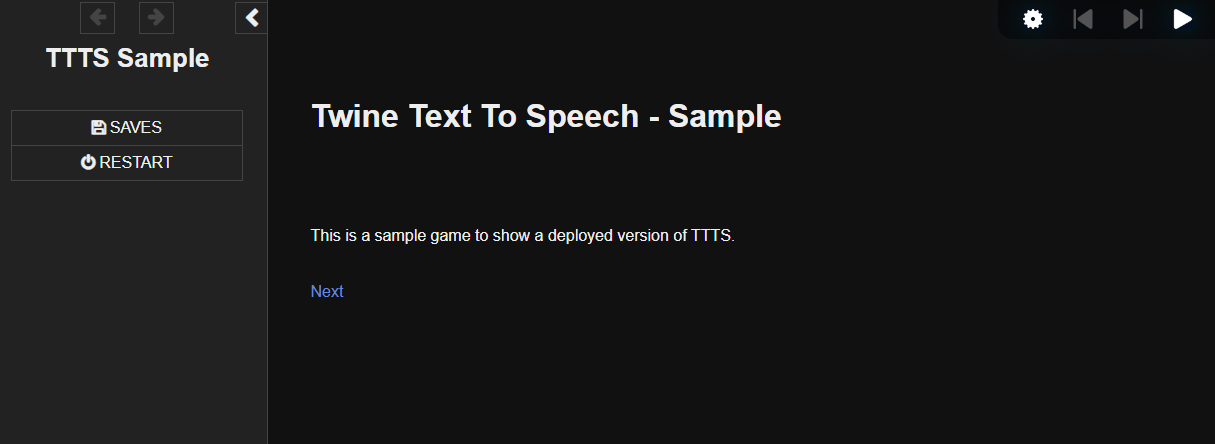 TTTS Sample
SAVES
RESTART
Twine Text To Speech - Sample
This is a sample game to show a deployed version of TTTS.
Next